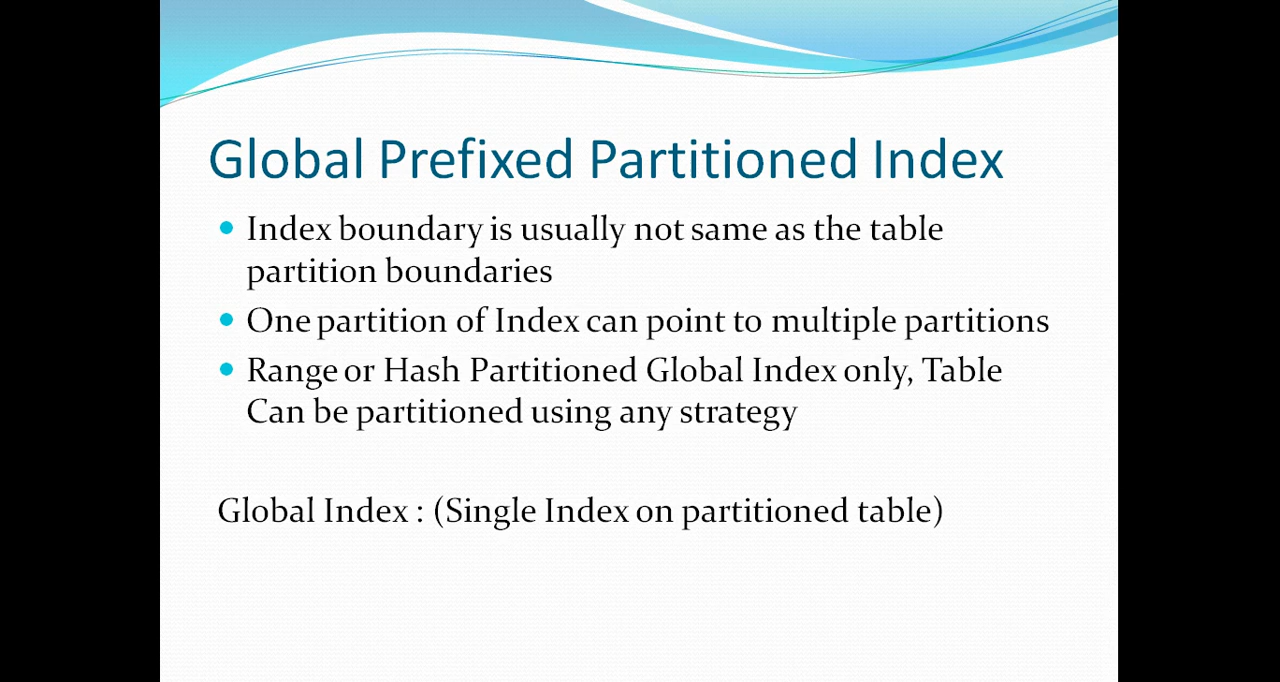 Global Prefixed Partitioned Index
Index boundary is usually not same as the table
partition boundaries
One partition of Index can point to multiple partitions
Range or Hash Partitioned Global Index only, Table
Can be partitioned using any strategy
Global Index : (Single Index on partitioned table)